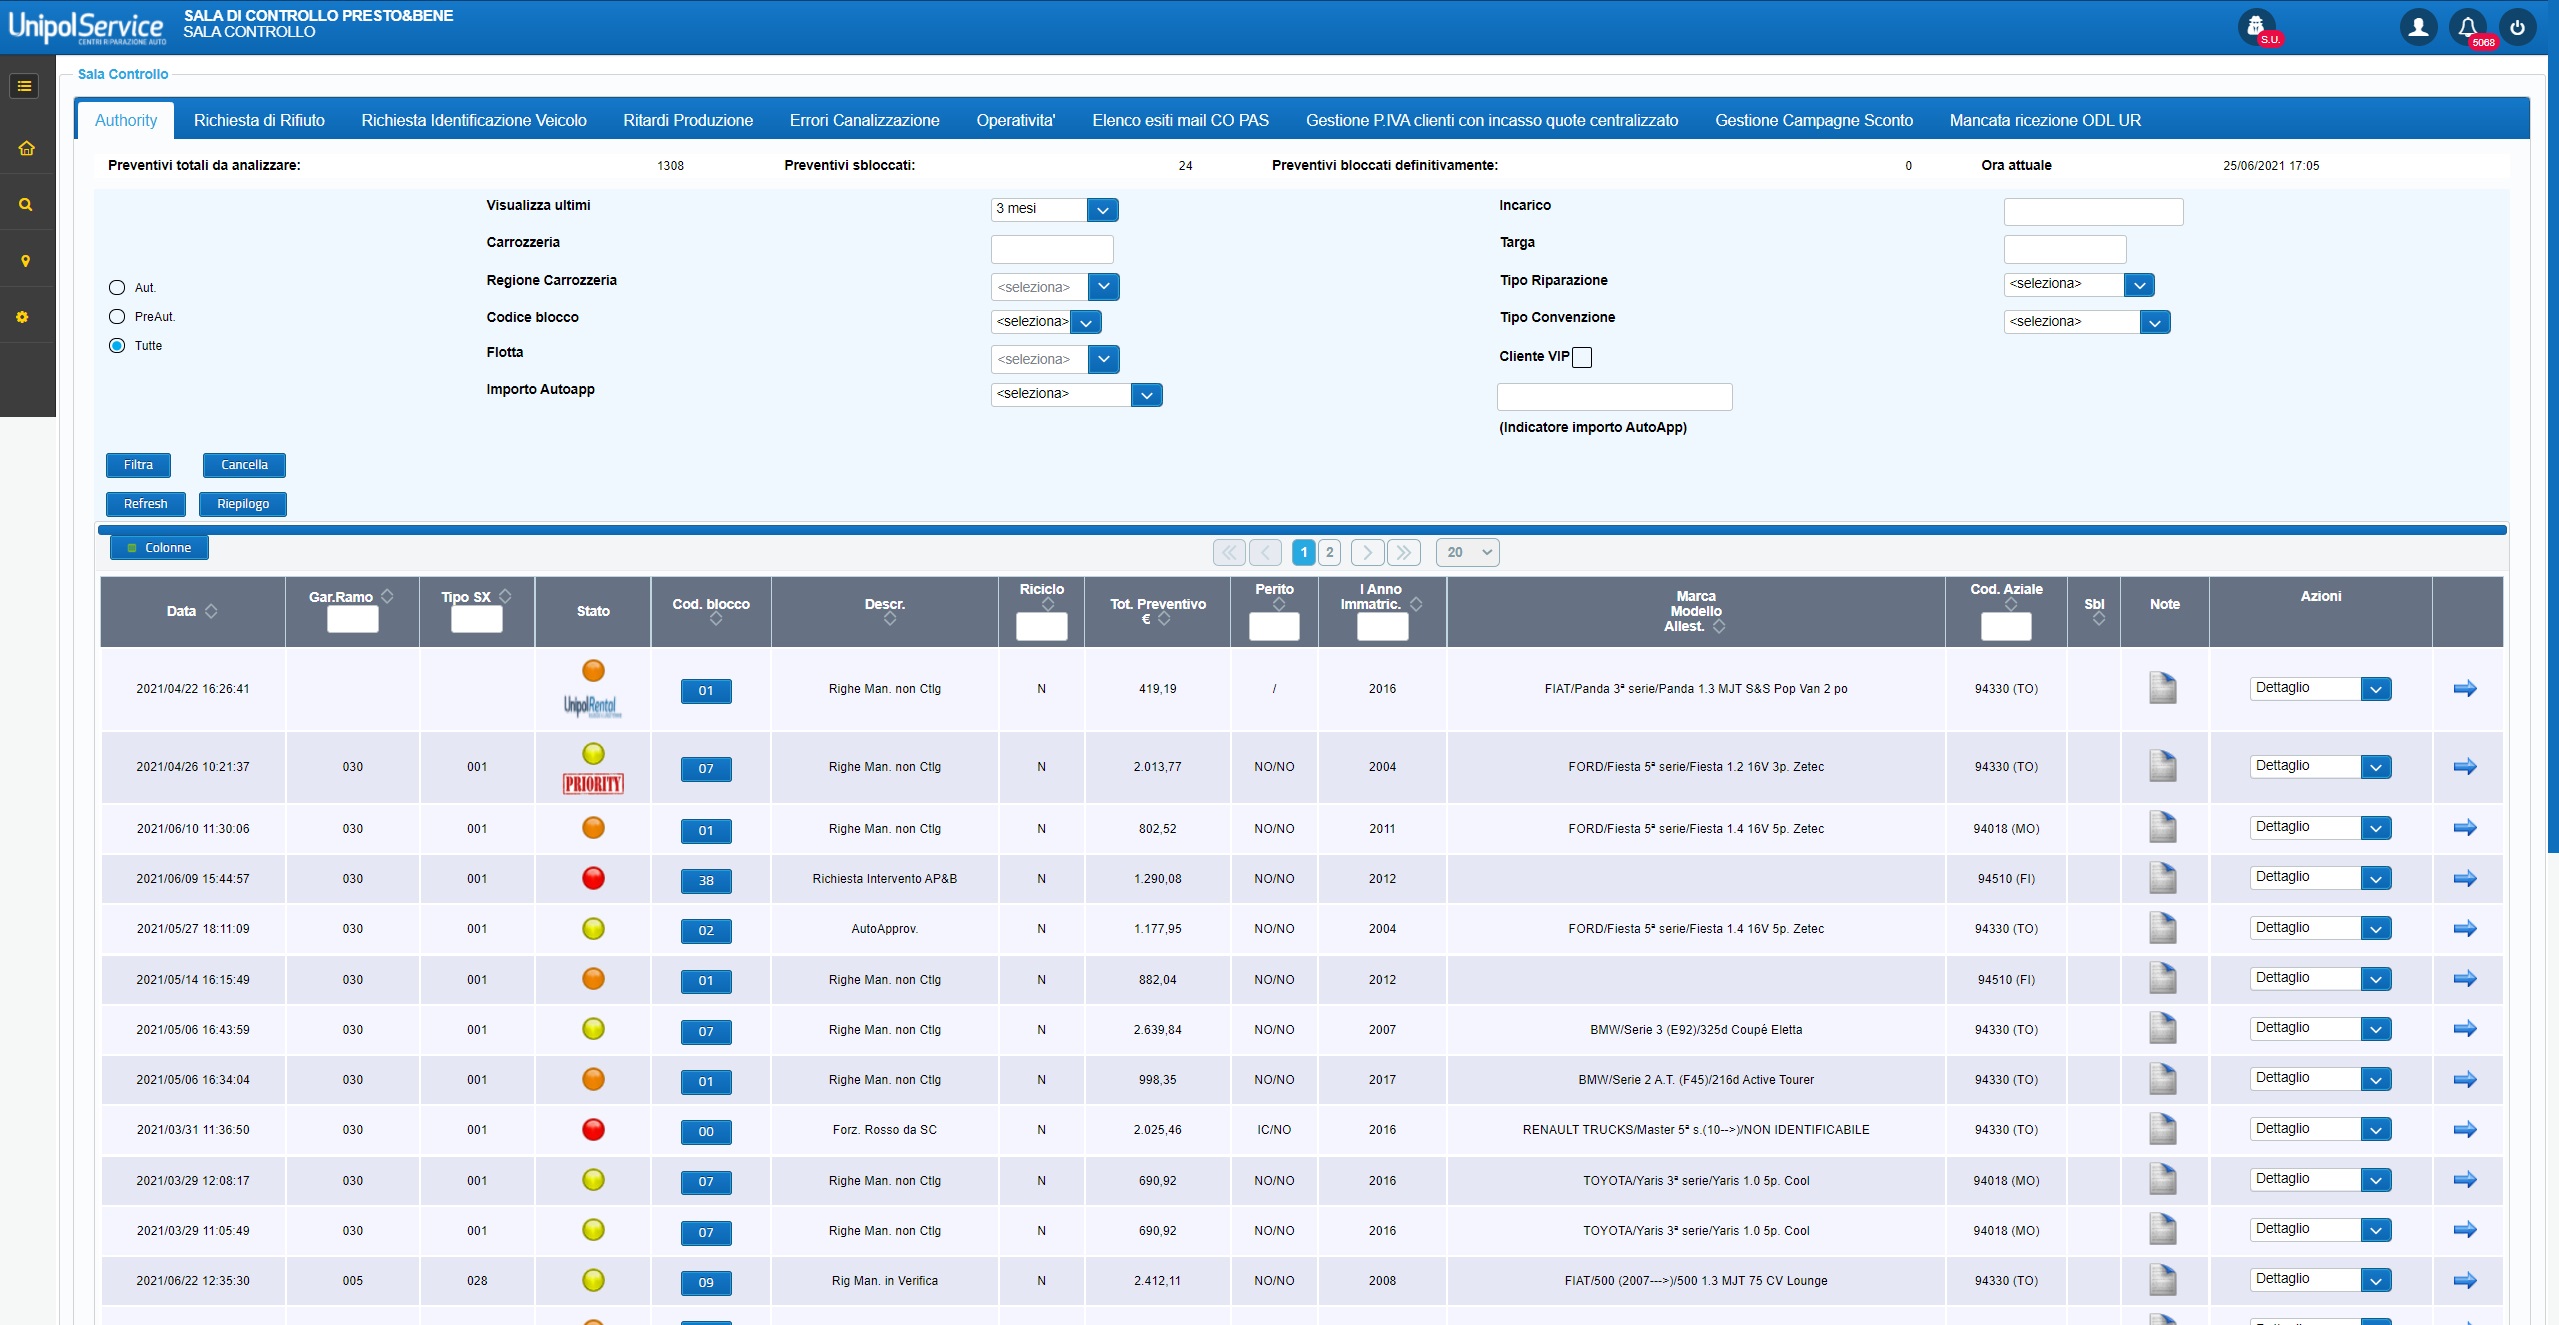 UnipolService
CENTRI RIPARAZIONE AUTO
SALA DI CONTROLLO PRESTO&BENE
SALA CONTROLLO
S.U.
5068
Sala Controllo
Authority Richiesta di Rifiuto Richiesta Identificazione Veicolo Ritardi Produzione Errori Canalizzazione Operativita' Elenco esiti mail CO PAS Gestione P.IVA clienti con incasso quote centralizzato Gestione Campagne Sconto Mancata ricezione ODL UR
Preventivi totali da analizzare: 1308 Preventivi sbloccati: 24 Preventivi bloccati definitivamente: 0 Ora attuale 25/06/2021 17:05
Visualizza ultimi 3 mesi Incarico
Carrozzeria Targa
Regione Carrozzeria <seleziona> Tipo Riparazione <seleziona>
Aut.
PreAut.
Tutte
Codice blocco <seleziona> Tipo Convenzione <seleziona>
Flotta <seleziona> Cliente VIP
Importo Autoapp <seleziona>
(Indicatore importo AutoApp)
Filtra Cancella
Refresh Riepilogo
Colonne
1 2 20
Data Gar.Ramo Tipo SX Stato Cod. blocco Descr. Riciclo Tot. Preventivo € Perito I Anno Immatric. Marca Modello Allest. Cod. Aziale Sbl Note Azioni
2021/04/22 16:26:41 UnipolRental 01 Righe Man. non Ctlg N 419,19 / 2016 FIAT/Panda 3ª serie/Panda 1.3 MJT S&S Pop Van 2 po 94330 (TO) Dettaglio
2021/04/26 10:21:37 030 001 PRIORITY 07 Righe Man. non Ctlg N 2.013,77 NO/NO 2004 FORD/Fiesta 5ª serie/Fiesta 1.2 16V 3p. Zetec 94330 (TO) Dettaglio
2021/06/10 11:30:06 030 001 01 Righe Man. non Ctlg N 802,52 NO/NO 2011 FORD/Fiesta 5ª serie/Fiesta 1.4 16V 5p. Zetec 94018 (MO) Dettaglio
2021/06/09 15:44:57 030 001 38 Richiesta Intervento AP&B N 1.290,08 NO/NO 2012 94510 (FI) Dettaglio
2021/05/27 18:11:09 030 001 02 AutoApprov. N 1.177,95 NO/NO 2004 FORD/Fiesta 5ª serie/Fiesta 1.4 16V 5p. Zetec 94330 (TO) Dettaglio
2021/05/14 16:15:49 030 001 01 Righe Man. non Ctlg N 882,04 NO/NO 2012 94510 (FI) Dettaglio
2021/05/06 16:43:59 030 001 07 Righe Man. non Ctlg N 2.639,84 NO/NO 2007 BMW/Serie 3 (E92)/325d Coupé Eletta 94330 (TO) Dettaglio
2021/05/06 16:34:04 030 001 01 Righe Man. non Ctlg N 998,35 NO/NO 2017 BMW/Serie 2 A.T. (F45)/216d Active Tourer 94330 (TO) Dettaglio
2021/03/31 11:36:50 030 001 00 Forz. Rosso da SC N 2.025,46 IC/NO 2016 RENAULT TRUCKS/Master 5ª s.(10-->)/NON IDENTIFICABILE 94330 (TO) Dettaglio
2021/03/29 12:08:17 030 001 07 Righe Man. non Ctlg N 690,92 NO/NO 2016 TOYOTA/Yaris 3ª serie/Yaris 1.0 5p. Cool 94018 (MO) Dettaglio
2021/03/29 11:05:49 030 001 07 Righe Man. non Ctlg N 690,92 NO/NO 2016 TOYOTA/Yaris 3ª serie/Yaris 1.0 5p. Cool 94018 (MO) Dettaglio
2021/06/22 12:35:30 005 028 09 Rig Man. in Verifica N 2.412,11 NO/NO 2008 FIAT/500 (2007--->)/500 1.3 MJT 75 CV Lounge 94330 (TO) Dettaglio